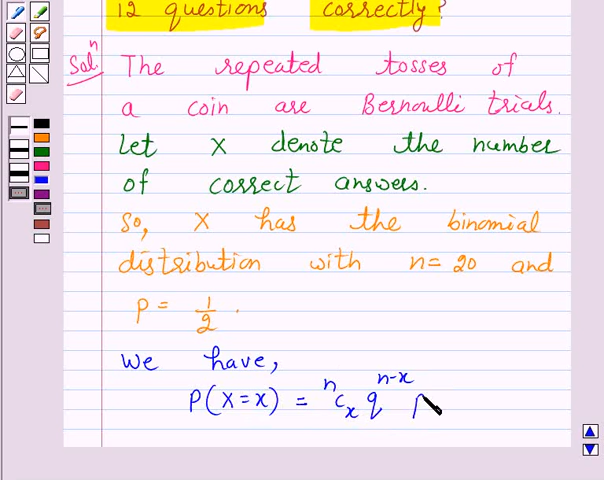 12 questions correctly?
Solⁿ The repeated tosses of
a coin are Bernoulli trials.
Let X denote the number
of correct answers.
So, X has the binomial
distribution with n = 20 and
P = 1/2 .
We have,
P(X=x) = ⁿCₓ qⁿ⁻ˣ